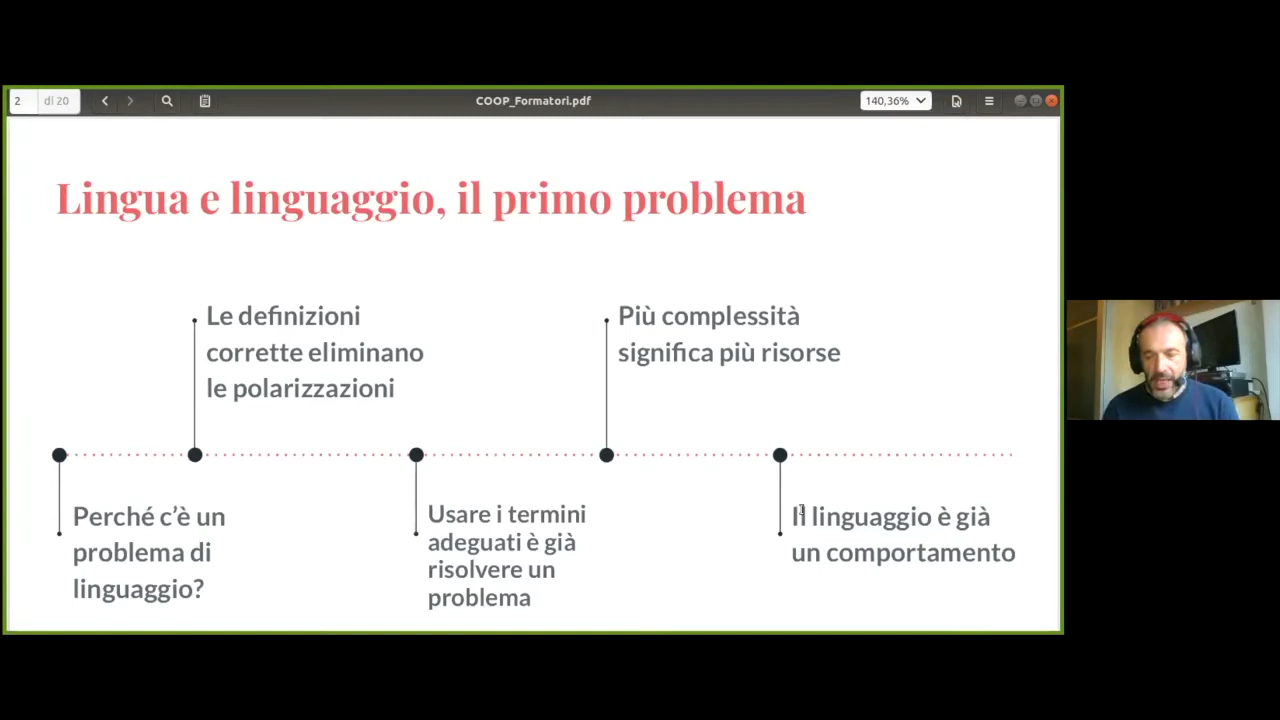 2 di 20
COOP_Formatori.pdf
140,36%
Lingua e linguaggio, il primo problema
Le definizioni
corrette eliminano
le polarizzazioni
Più complessità
significa più risorse
Perché c’è un
problema di
linguaggio?
Usare i termini
adeguati è già
risolvere un
problema
Il linguaggio è già
un comportamento